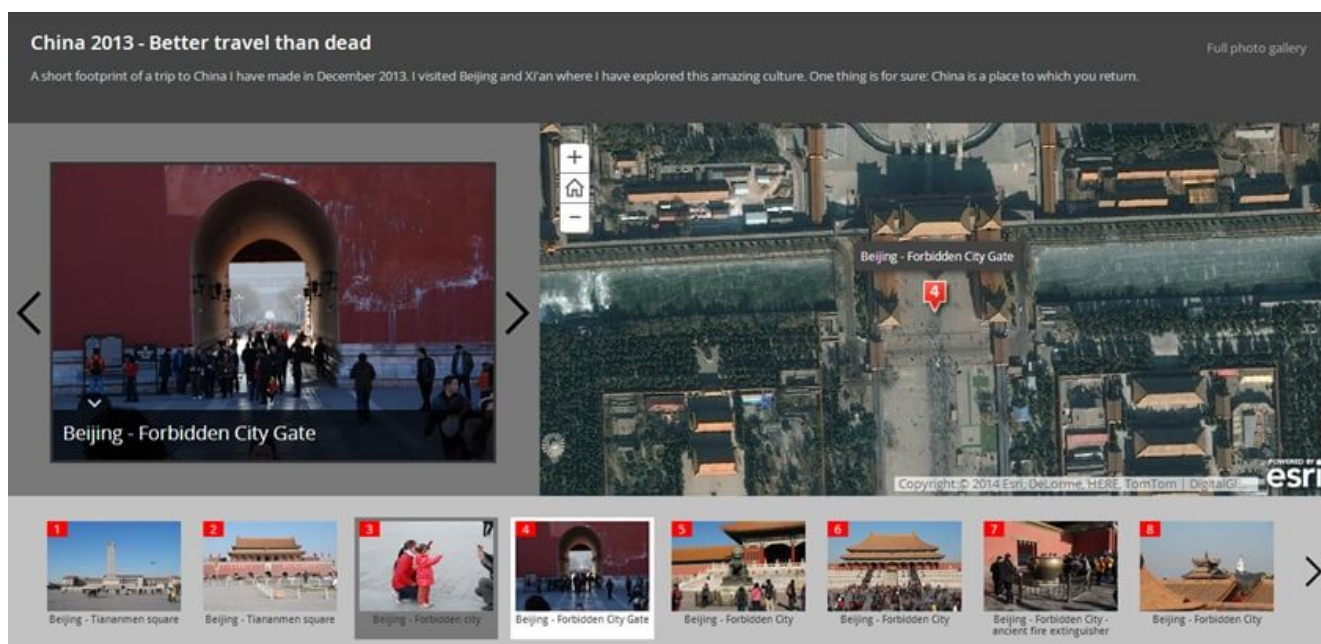 China 2013 - Better travel than dead
Full photo gallery
A short footprint of a trip to China I have made in December 2013. I visited Beijing and Xi'an where I have explored this amazing culture. One thing is for sure: China is a place to which you return.
+
−
Beijing - Forbidden City Gate
4
Beijing - Forbidden City Gate
POWERED BY
esri
Copyright:© 2014 Esri, DeLorme, HERE, TomTom | DigitalGl...
1
2
3
4
5
6
7
8
Beijing - Tiananmen square
Beijing - Tiananmen square
Beijing - Forbidden city
Beijing - Forbidden City Gate
Beijing - Forbidden City
Beijing - Forbidden City
Beijing - Forbidden City -
ancient fire extinguisher
Beijing - Forbidden City